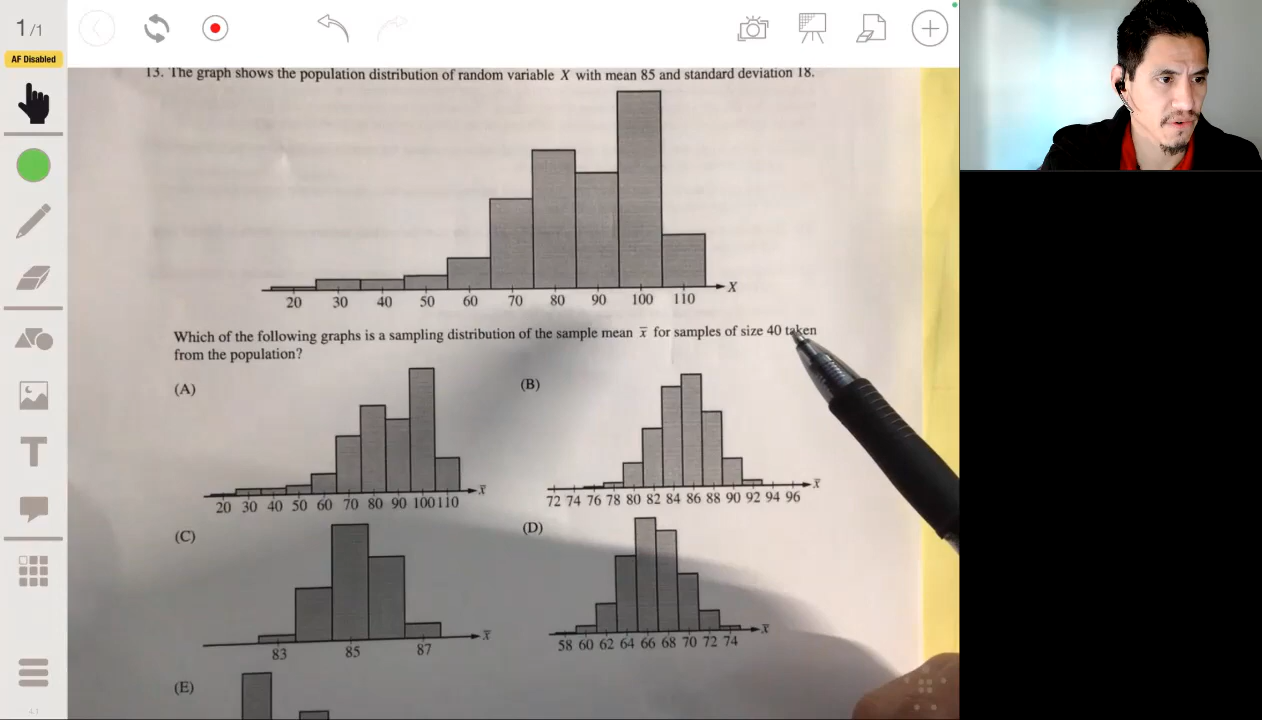 1/1
AF Disabled
13. The graph shows the population distribution of random variable X with mean 85 and standard deviation 18.
20 30 40 50 60 70 80 90 100 110 X
Which of the following graphs is a sampling distribution of the sample mean x̄ for samples of size 40 taken
from the population?
(A)
20 30 40 50 60 70 80 90 100 110 x̄
(B)
72 74 76 78 80 82 84 86 88 90 92 94 96 x̄
(C)
83 85 87 x̄
(D)
58 60 62 64 66 68 70 72 74 x̄
(E)
T